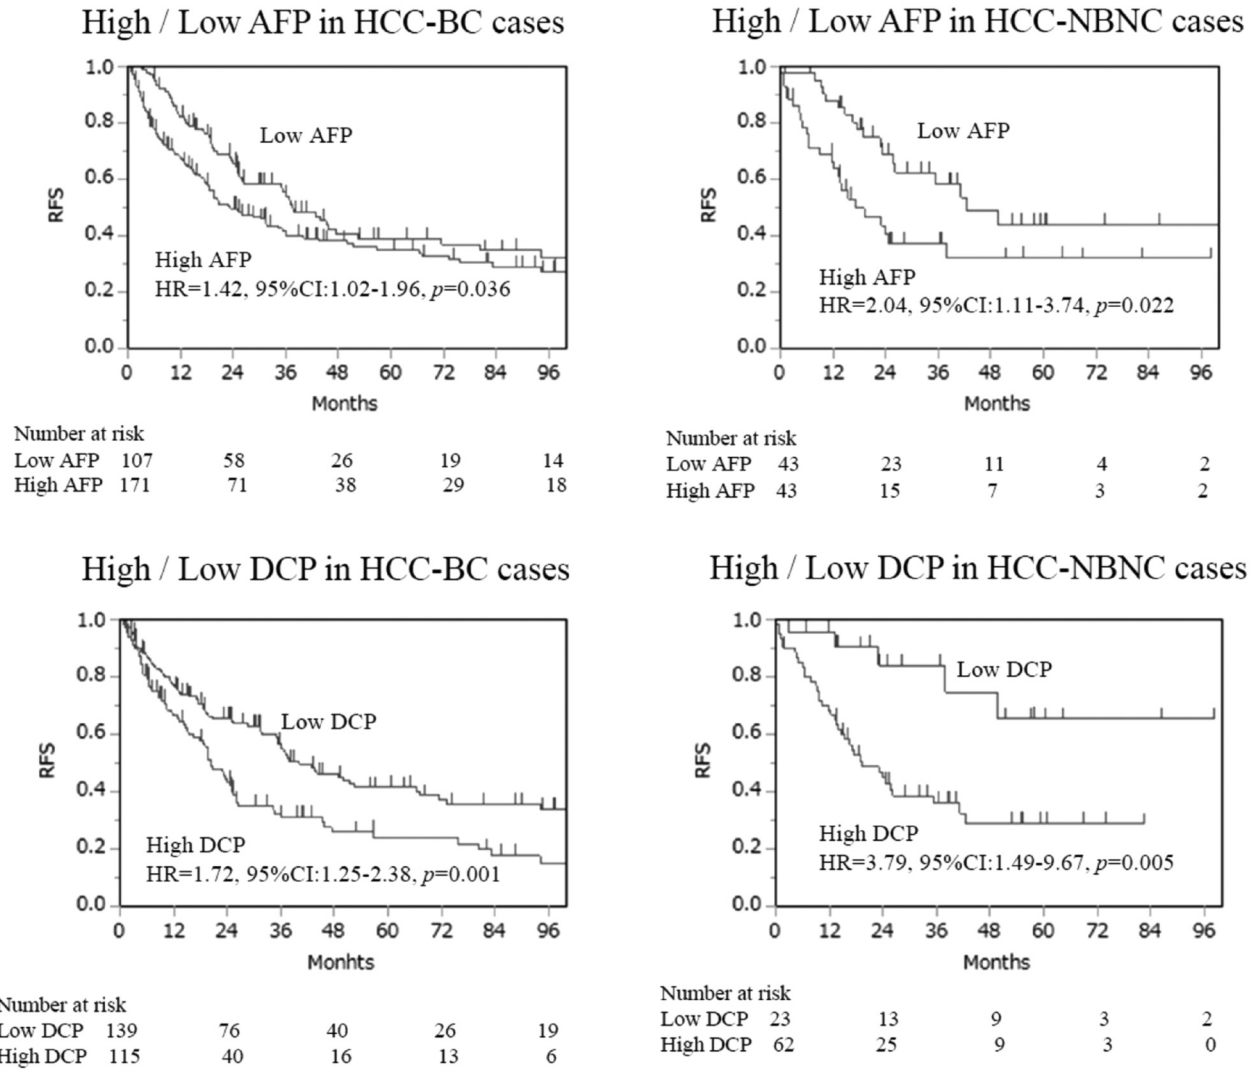 High / Low AFP in HCC-BC cases
1.0
0.8
0.6
0.4
0.2
0.0
RFS
Low AFP
High AFP
HR=1.42, 95%CI:1.02-1.96, p=0.036
0 12 24 36 48 60 72 84 96
Months
Number at risk
Low AFP 107 58 26 19 14
High AFP 171 71 38 29 18
High / Low AFP in HCC-NBNC cases
1.0
0.8
0.6
0.4
0.2
0.0
RFS
Low AFP
High AFP
HR=2.04, 95%CI:1.11-3.74, p=0.022
0 12 24 36 48 60 72 84 96
Months
Number at risk
Low AFP 43 23 11 4 2
High AFP 43 15 7 3 2
High / Low DCP in HCC-BC cases
1.0
0.8
0.6
0.4
0.2
0.0
RFS
Low DCP
High DCP
HR=1.72, 95%CI:1.25-2.38, p=0.001
0 12 24 36 48 60 72 84 96
Monhts
Number at risk
Low DCP 139 76 40 26 19
High DCP 115 40 16 13 6
High / Low DCP in HCC-NBNC cases
1.0
0.8
0.6
0.4
0.2
0.0
RFS
Low DCP
High DCP
HR=3.79, 95%CI:1.49-9.67, p=0.005
0 12 24 36 48 60 72 84 96
Months
Number at risk
Low DCP 23 13 9 3 2
High DCP 62 25 9 3 0